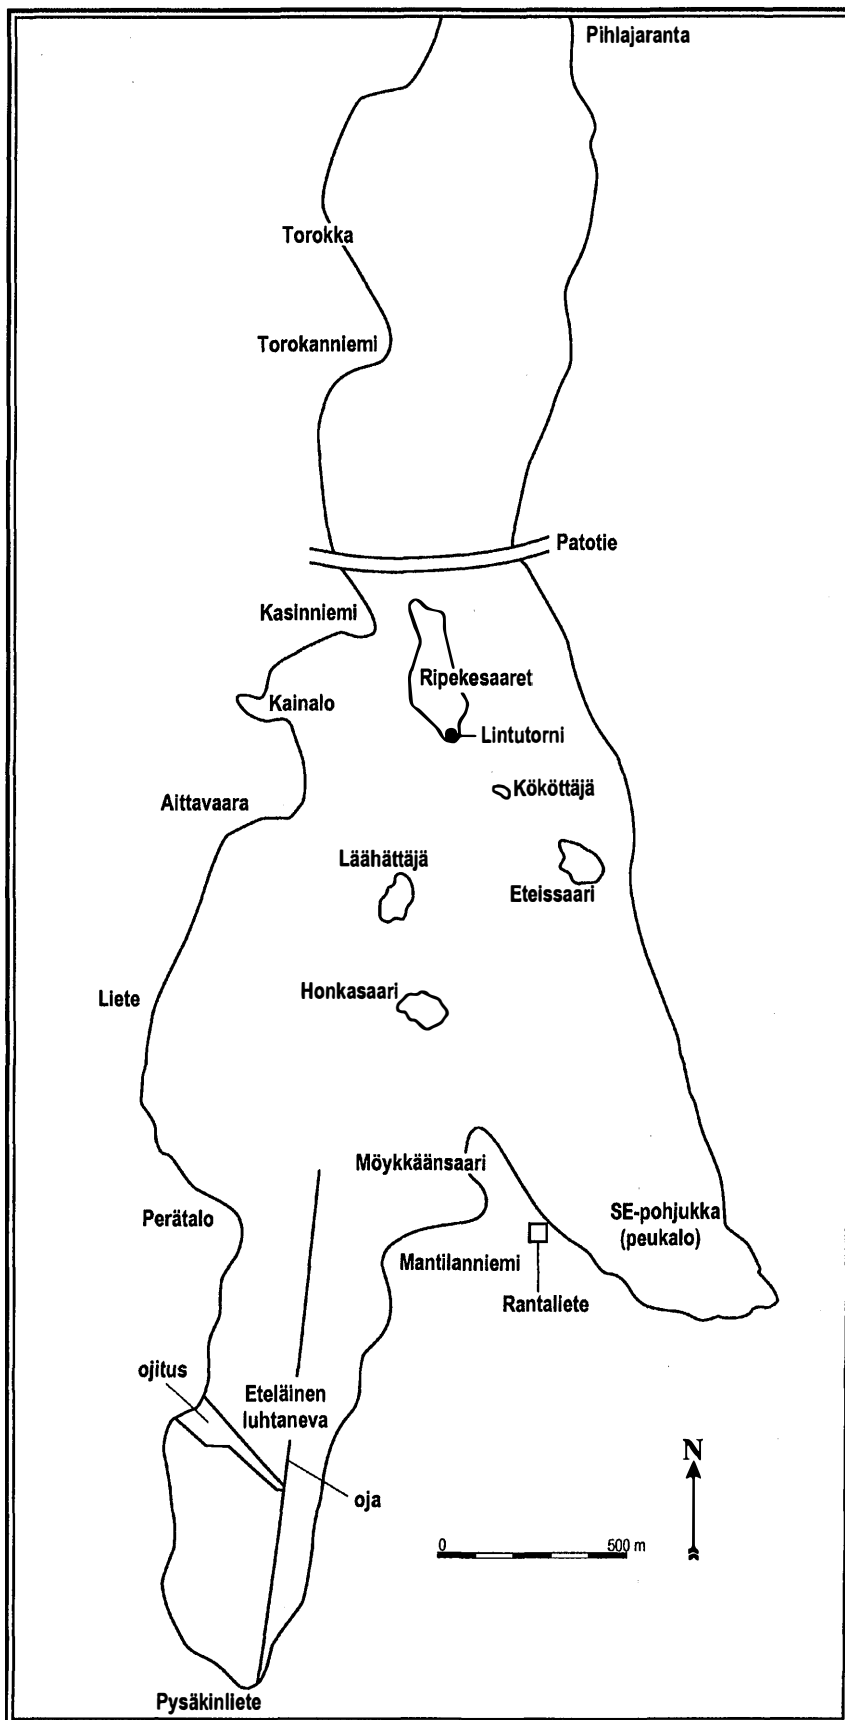 Pihlajaranta
Torokka
Torokanniemi
Patotie
Kasinniemi
Ripekesaaret
Kainalo
Lintutorni
Kököttäjä
Aittavaara
Läähättäjä
Eteissaari
Honkasaari
Liete
Möykkäänsaari
Perätalo
SE-pohjukka
(peukalo)
Mantilanniemi
Rantaliete
ojitus
Eteläinen
luhtaneva
N
oja
0 500 m
Pysäkinliete